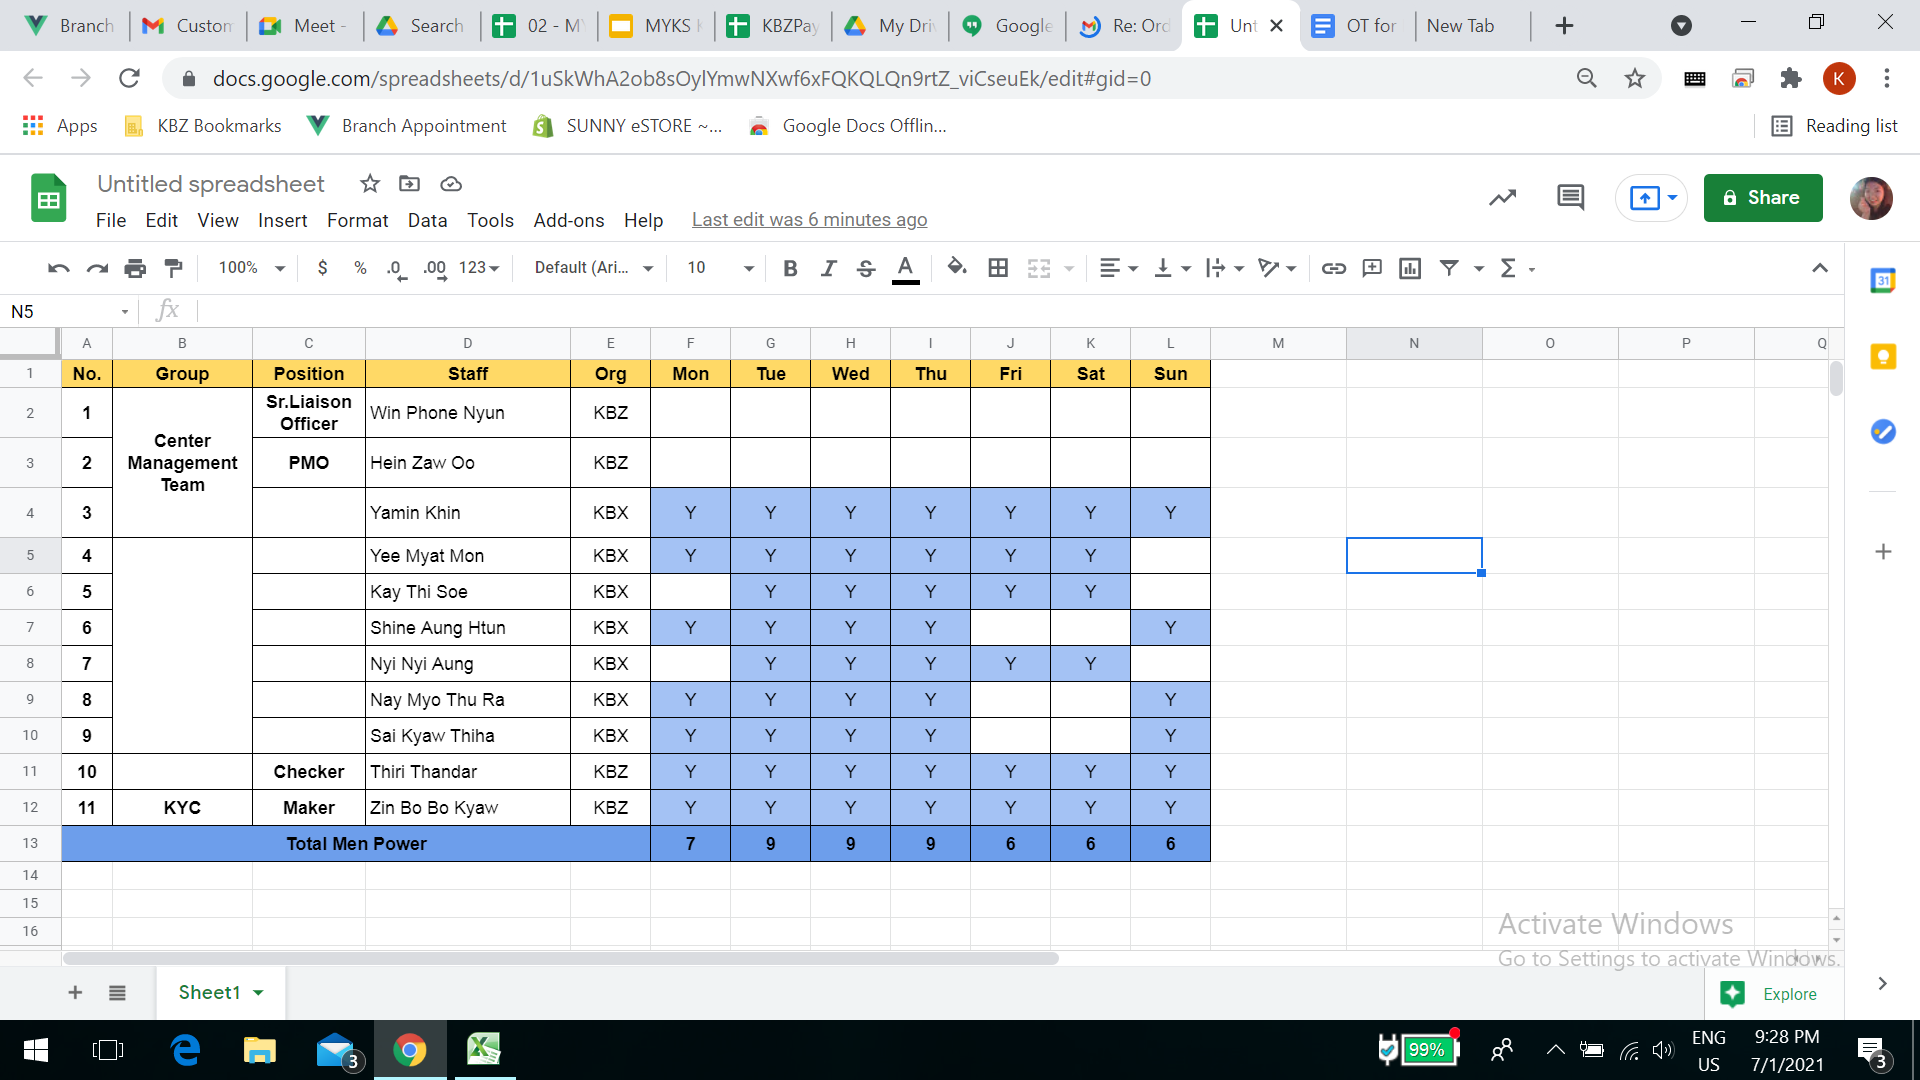 Branch
Custom
Meet -
Search
02 - MY
MYKS
KBZPay
My Driv
Google
Re: Ord
Unt
OT for
New Tab
docs.google.com/spreadsheets/d/1uSkWhA2ob8sOylYmwNXwf6xFQKQLQn9rtZ_viCseuEk/edit#gid=0
K
Apps
KBZ Bookmarks
Branch Appointment
SUNNY eSTORE ~...
Google Docs Offlin...
Reading list
Untitled spreadsheet
File Edit View Insert Format Data Tools Add-ons Help Last edit was 6 minutes ago
Share
100% $ % .0 .00 123 Default (Ari... 10 B I S A Σ
31
N5 fx
A B C D E F G H I J K L M N O P Q
1 No. Group Position Staff Org Mon Tue Wed Thu Fri Sat Sun
2 1 Sr.Liaison Officer Win Phone Nyun KBZ
Center Management Team
3 2 PMO Hein Zaw Oo KBZ
4 3 Yamin Khin KBX Y Y Y Y Y Y Y
5 4 Yee Myat Mon KBX Y Y Y Y Y Y
6 5 Kay Thi Soe KBX Y Y Y Y Y
7 6 Shine Aung Htun KBX Y Y Y Y Y
8 7 Nyi Nyi Aung KBX Y Y Y Y Y
9 8 Nay Myo Thu Ra KBX Y Y Y Y Y
10 9 Sai Kyaw Thiha KBX Y Y Y Y Y
11 10 Checker Thiri Thandar KBZ Y Y Y Y Y Y Y
12 11 KYC Maker Zin Bo Bo Kyaw KBZ Y Y Y Y Y Y Y
13 Total Men Power 7 9 9 9 6 6 6
14
15
16
Activate Windows
Go to Settings to activate Windows.
Sheet1
Explore
3
99%
ENG
US
9:28 PM
7/1/2021
3